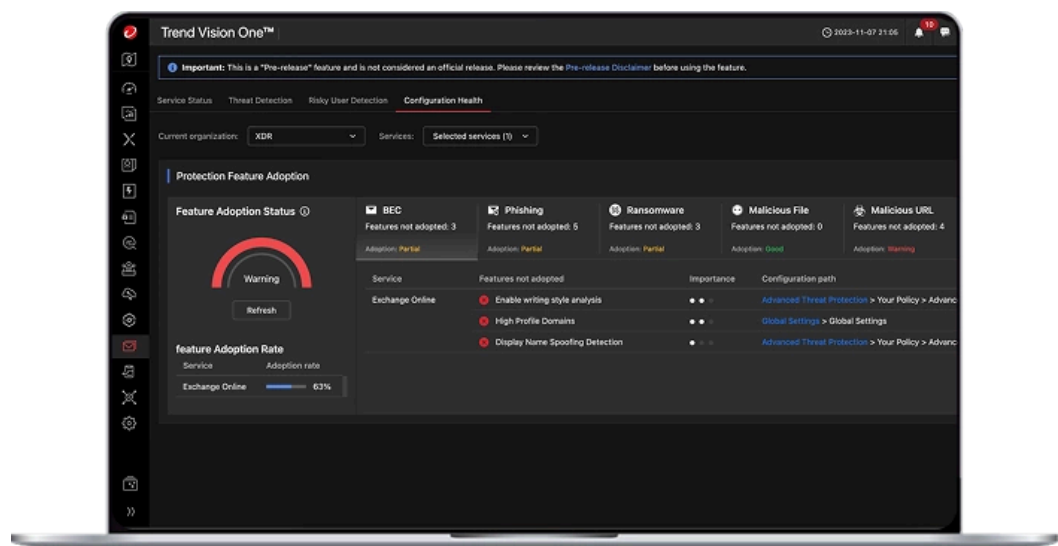 Trend Vision One™
2023-11-07 21:05
10
Important: This is a "Pre-release" feature and is not considered an official release. Please review the Pre-release Disclaimer before using the feature.
Service Status Threat Detection Risky User Detection Configuration Health
Current organization: XDR Services: Selected services (1)
Protection Feature Adoption
Feature Adoption Status
Warning
Refresh
feature Adoption Rate
Service Adoption rate
Exchange Online 63%
BEC
Features not adopted: 3
Adoption: Partial
Phishing
Features not adopted: 5
Adoption: Partial
Ransomware
Features not adopted: 3
Adoption: Partial
Malicious File
Features not adopted: 0
Adoption: Good
Malicious URL
Features not adopted: 4
Adoption: Warning
Service Features not adopted Importance Configuration path
Exchange Online Enable writing style analysis Advanced Threat Protection > Your Policy > Advanc
High Profile Domains Global Settings > Global Settings
Display Name Spoofing Detection Advanced Threat Protection > Your Policy > Advanc